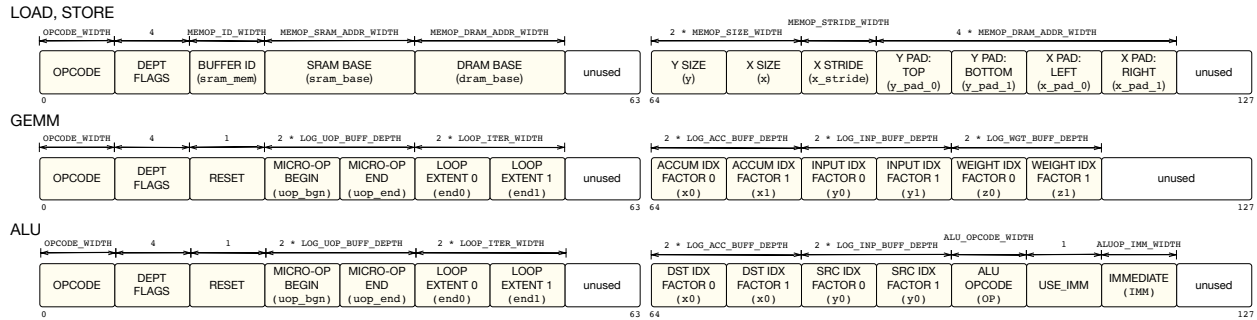 LOAD, STORE
OPCODE_WIDTH 4 MEMOP_ID_WIDTH MEMOP_SRAM_ADDR_WIDTH MEMOP_DRAM_ADDR_WIDTH 2 * MEMOP_SIZE_WIDTH MEMOP_STRIDE_WIDTH 4 * MEMOP_DRAM_ADDR_WIDTH
OPCODE
DEPT
FLAGS
BUFFER ID
(sram_mem)
SRAM BASE
(sram_base)
DRAM BASE
(dram_base)
unused
Y SIZE
(y)
X SIZE
(x)
X STRIDE
(x_stride)
Y PAD:
TOP
(y_pad_0)
Y PAD:
BOTTOM
(y_pad_1)
X PAD:
LEFT
(x_pad_0)
X PAD:
RIGHT
(x_pad_1)
unused
0 63 64 127
GEMM
OPCODE_WIDTH 4 1 2 * LOG_UOP_BUFF_DEPTH 2 * LOOP_ITER_WIDTH 2 * LOG_ACC_BUFF_DEPTH 2 * LOG_INP_BUFF_DEPTH 2 * LOG_WGT_BUFF_DEPTH
OPCODE
DEPT
FLAGS
RESET
MICRO-OP
BEGIN
(uop_bgn)
MICRO-OP
END
(uop_end)
LOOP
EXTENT 0
(end0)
LOOP
EXTENT 1
(end1)
unused
ACCUM IDX
FACTOR 0
(x0)
ACCUM IDX
FACTOR 1
(x1)
INPUT IDX
FACTOR 0
(y0)
INPUT IDX
FACTOR 1
(y1)
WEIGHT IDX
FACTOR 0
(z0)
WEIGHT IDX
FACTOR 1
(z1)
unused
0 63 64 127
ALU
OPCODE_WIDTH 4 1 2 * LOG_UOP_BUFF_DEPTH 2 * LOOP_ITER_WIDTH 2 * LOG_ACC_BUFF_DEPTH 2 * LOG_INP_BUFF_DEPTH ALU_OPCODE_WIDTH 1 ALUOP_IMM_WIDTH
OPCODE
DEPT
FLAGS
RESET
MICRO-OP
BEGIN
(uop_bgn)
MICRO-OP
END
(uop_end)
LOOP
EXTENT 0
(end0)
LOOP
EXTENT 1
(end1)
unused
DST IDX
FACTOR 0
(x0)
DST IDX
FACTOR 1
(x0)
SRC IDX
FACTOR 0
(y0)
SRC IDX
FACTOR 1
(y0)
ALU
OPCODE
(OP)
USE_IMM
IMMEDIATE
(IMM)
unused
0 63 64 127